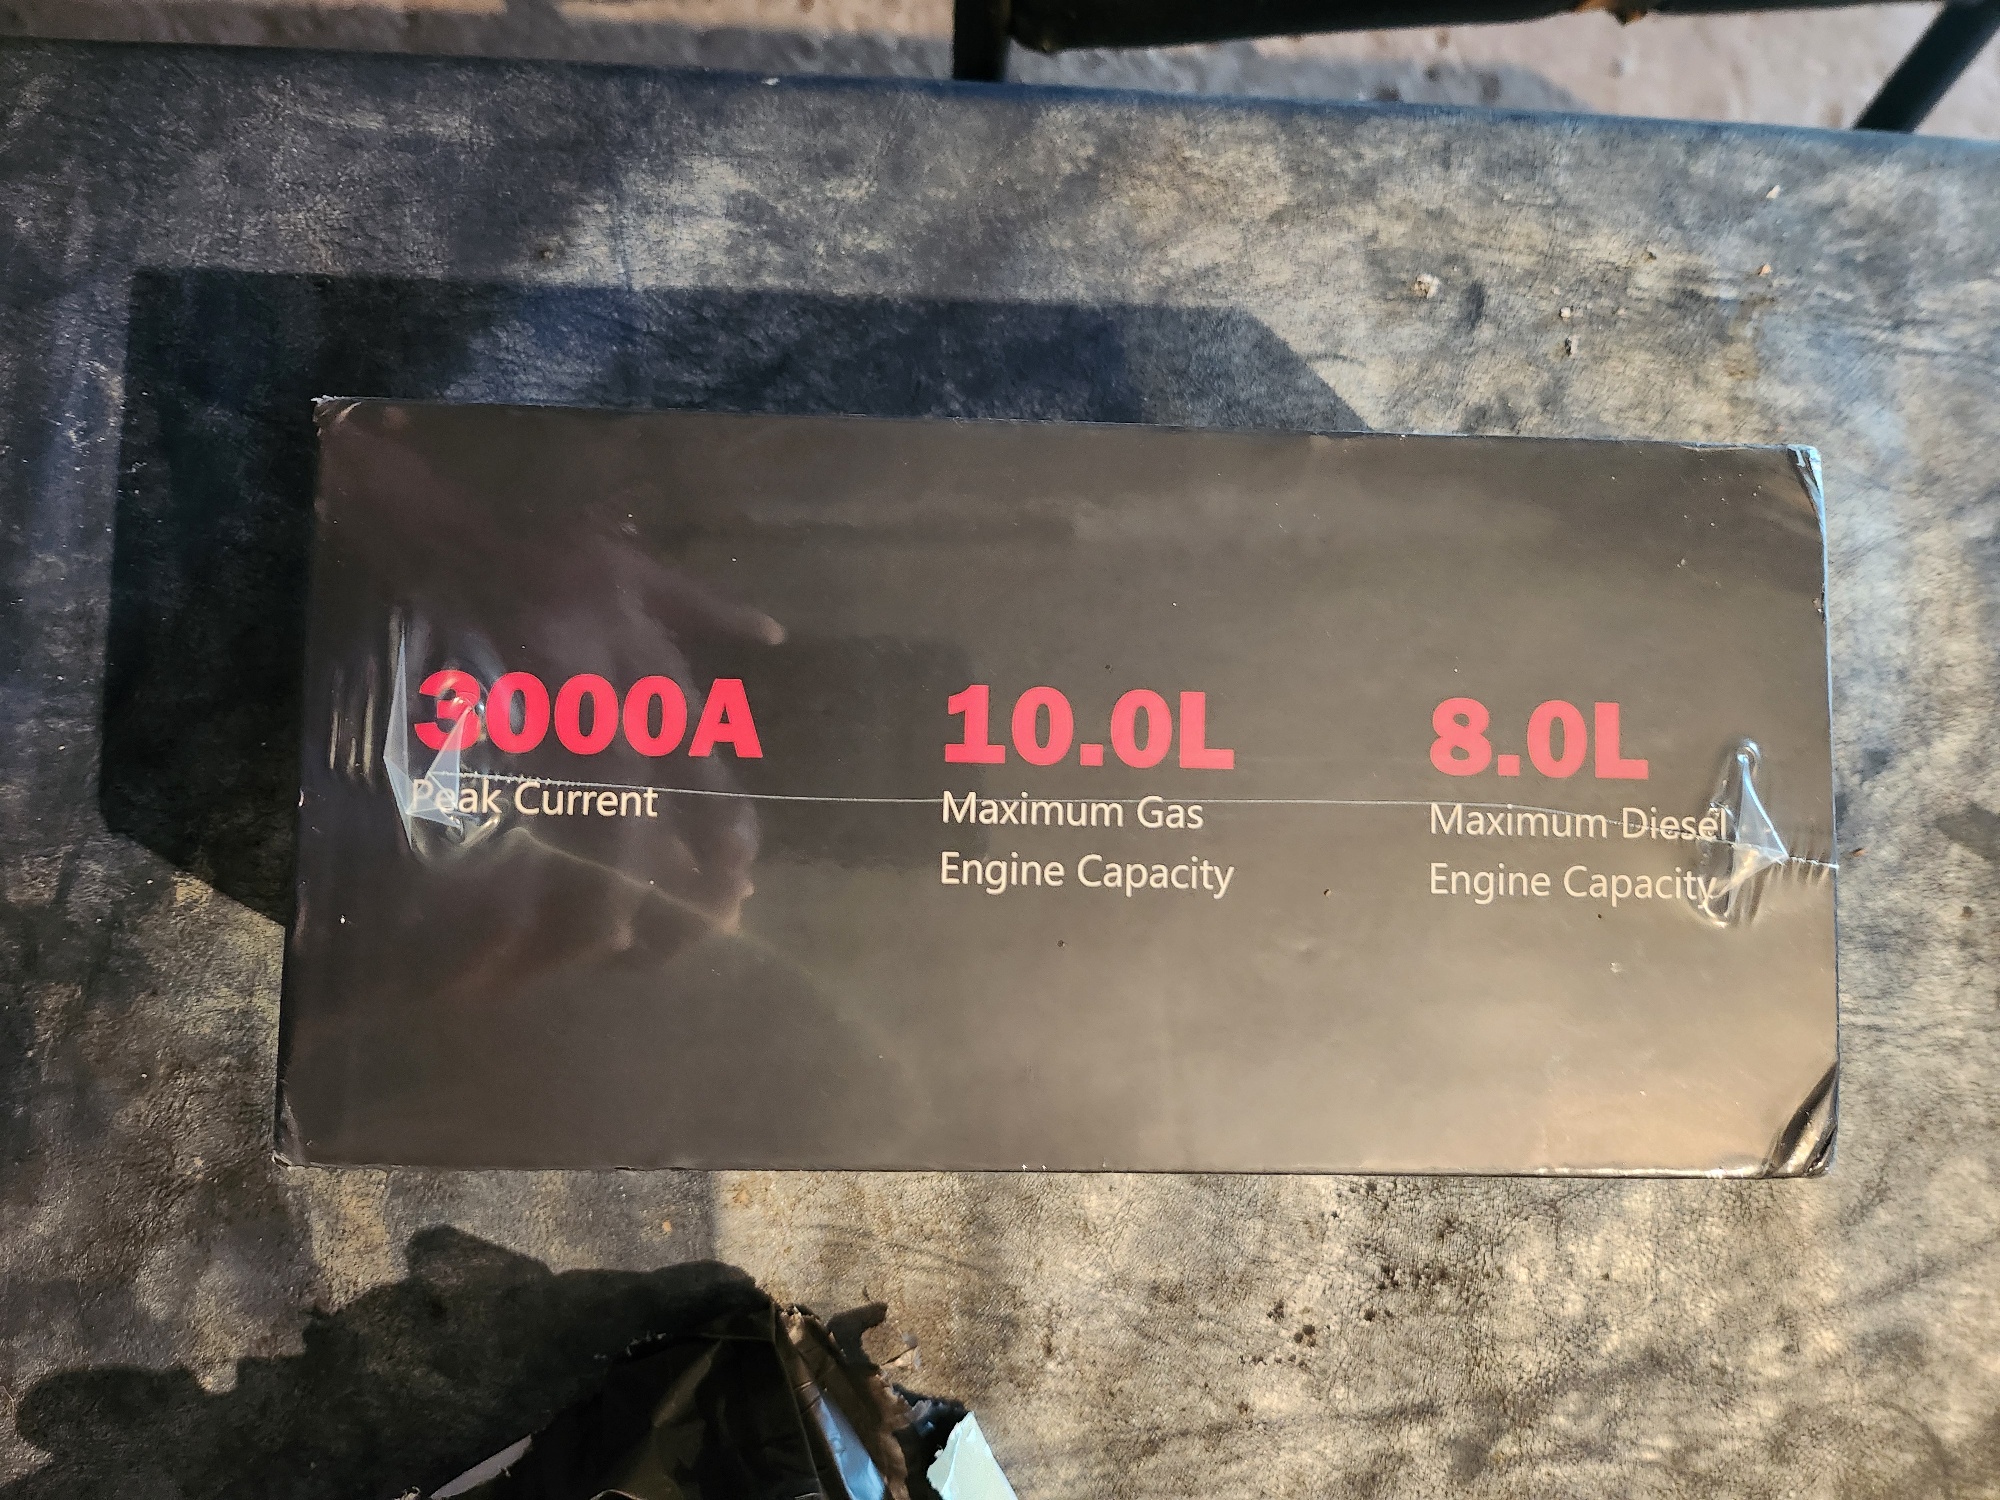 3000A
Peak Current
10.0L
Maximum Gas
Engine Capacity
8.0L
Maximum Diesel
Engine Capacity